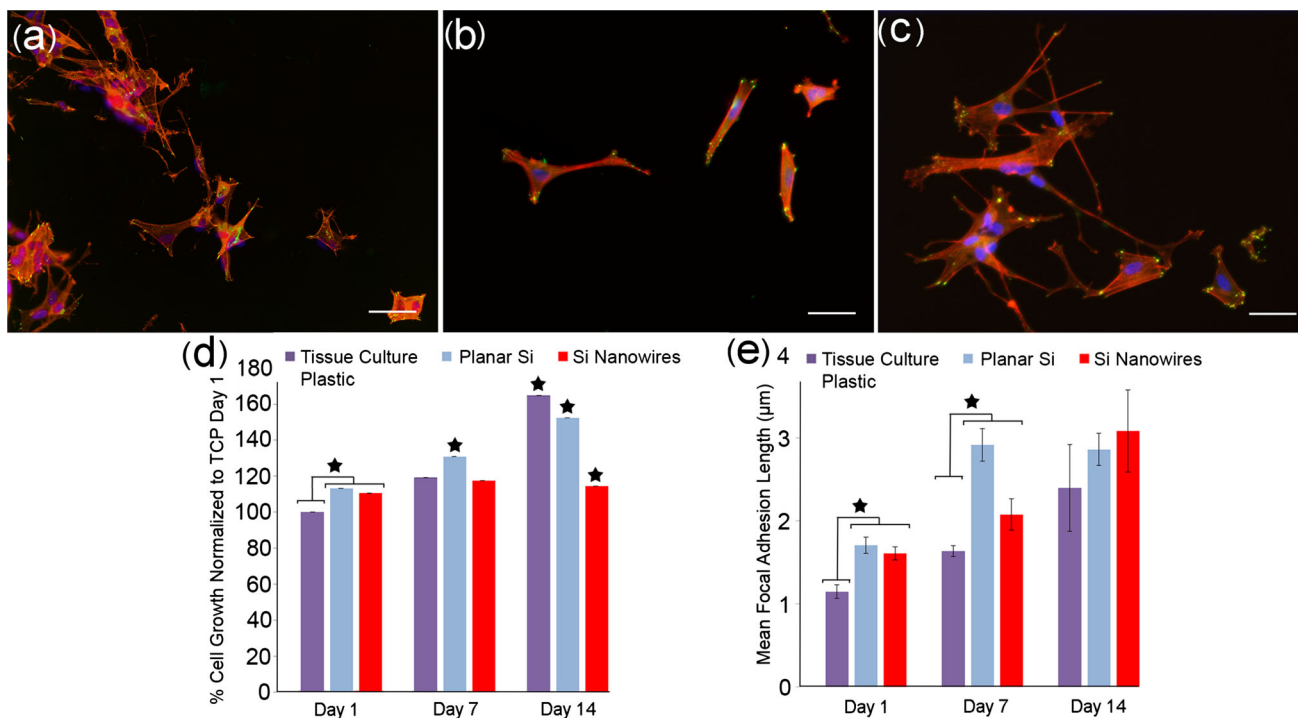 (a)
(b)
(c)
(d)
Tissue Culture Plastic
Planar Si
Si Nanowires
% Cell Growth Normalized to TCP Day 1
180
160
140
120
100
80
60
40
20
0
Day 1
Day 7
Day 14
(e)
Tissue Culture Plastic
Planar Si
Si Nanowires
Mean Focal Adhesion Length (µm)
4
3
2
1
0
Day 1
Day 7
Day 14